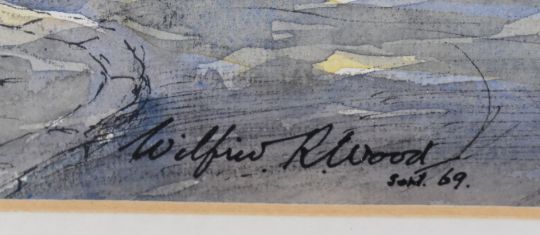 Wilfrid. R. Wood
Sept. 69.